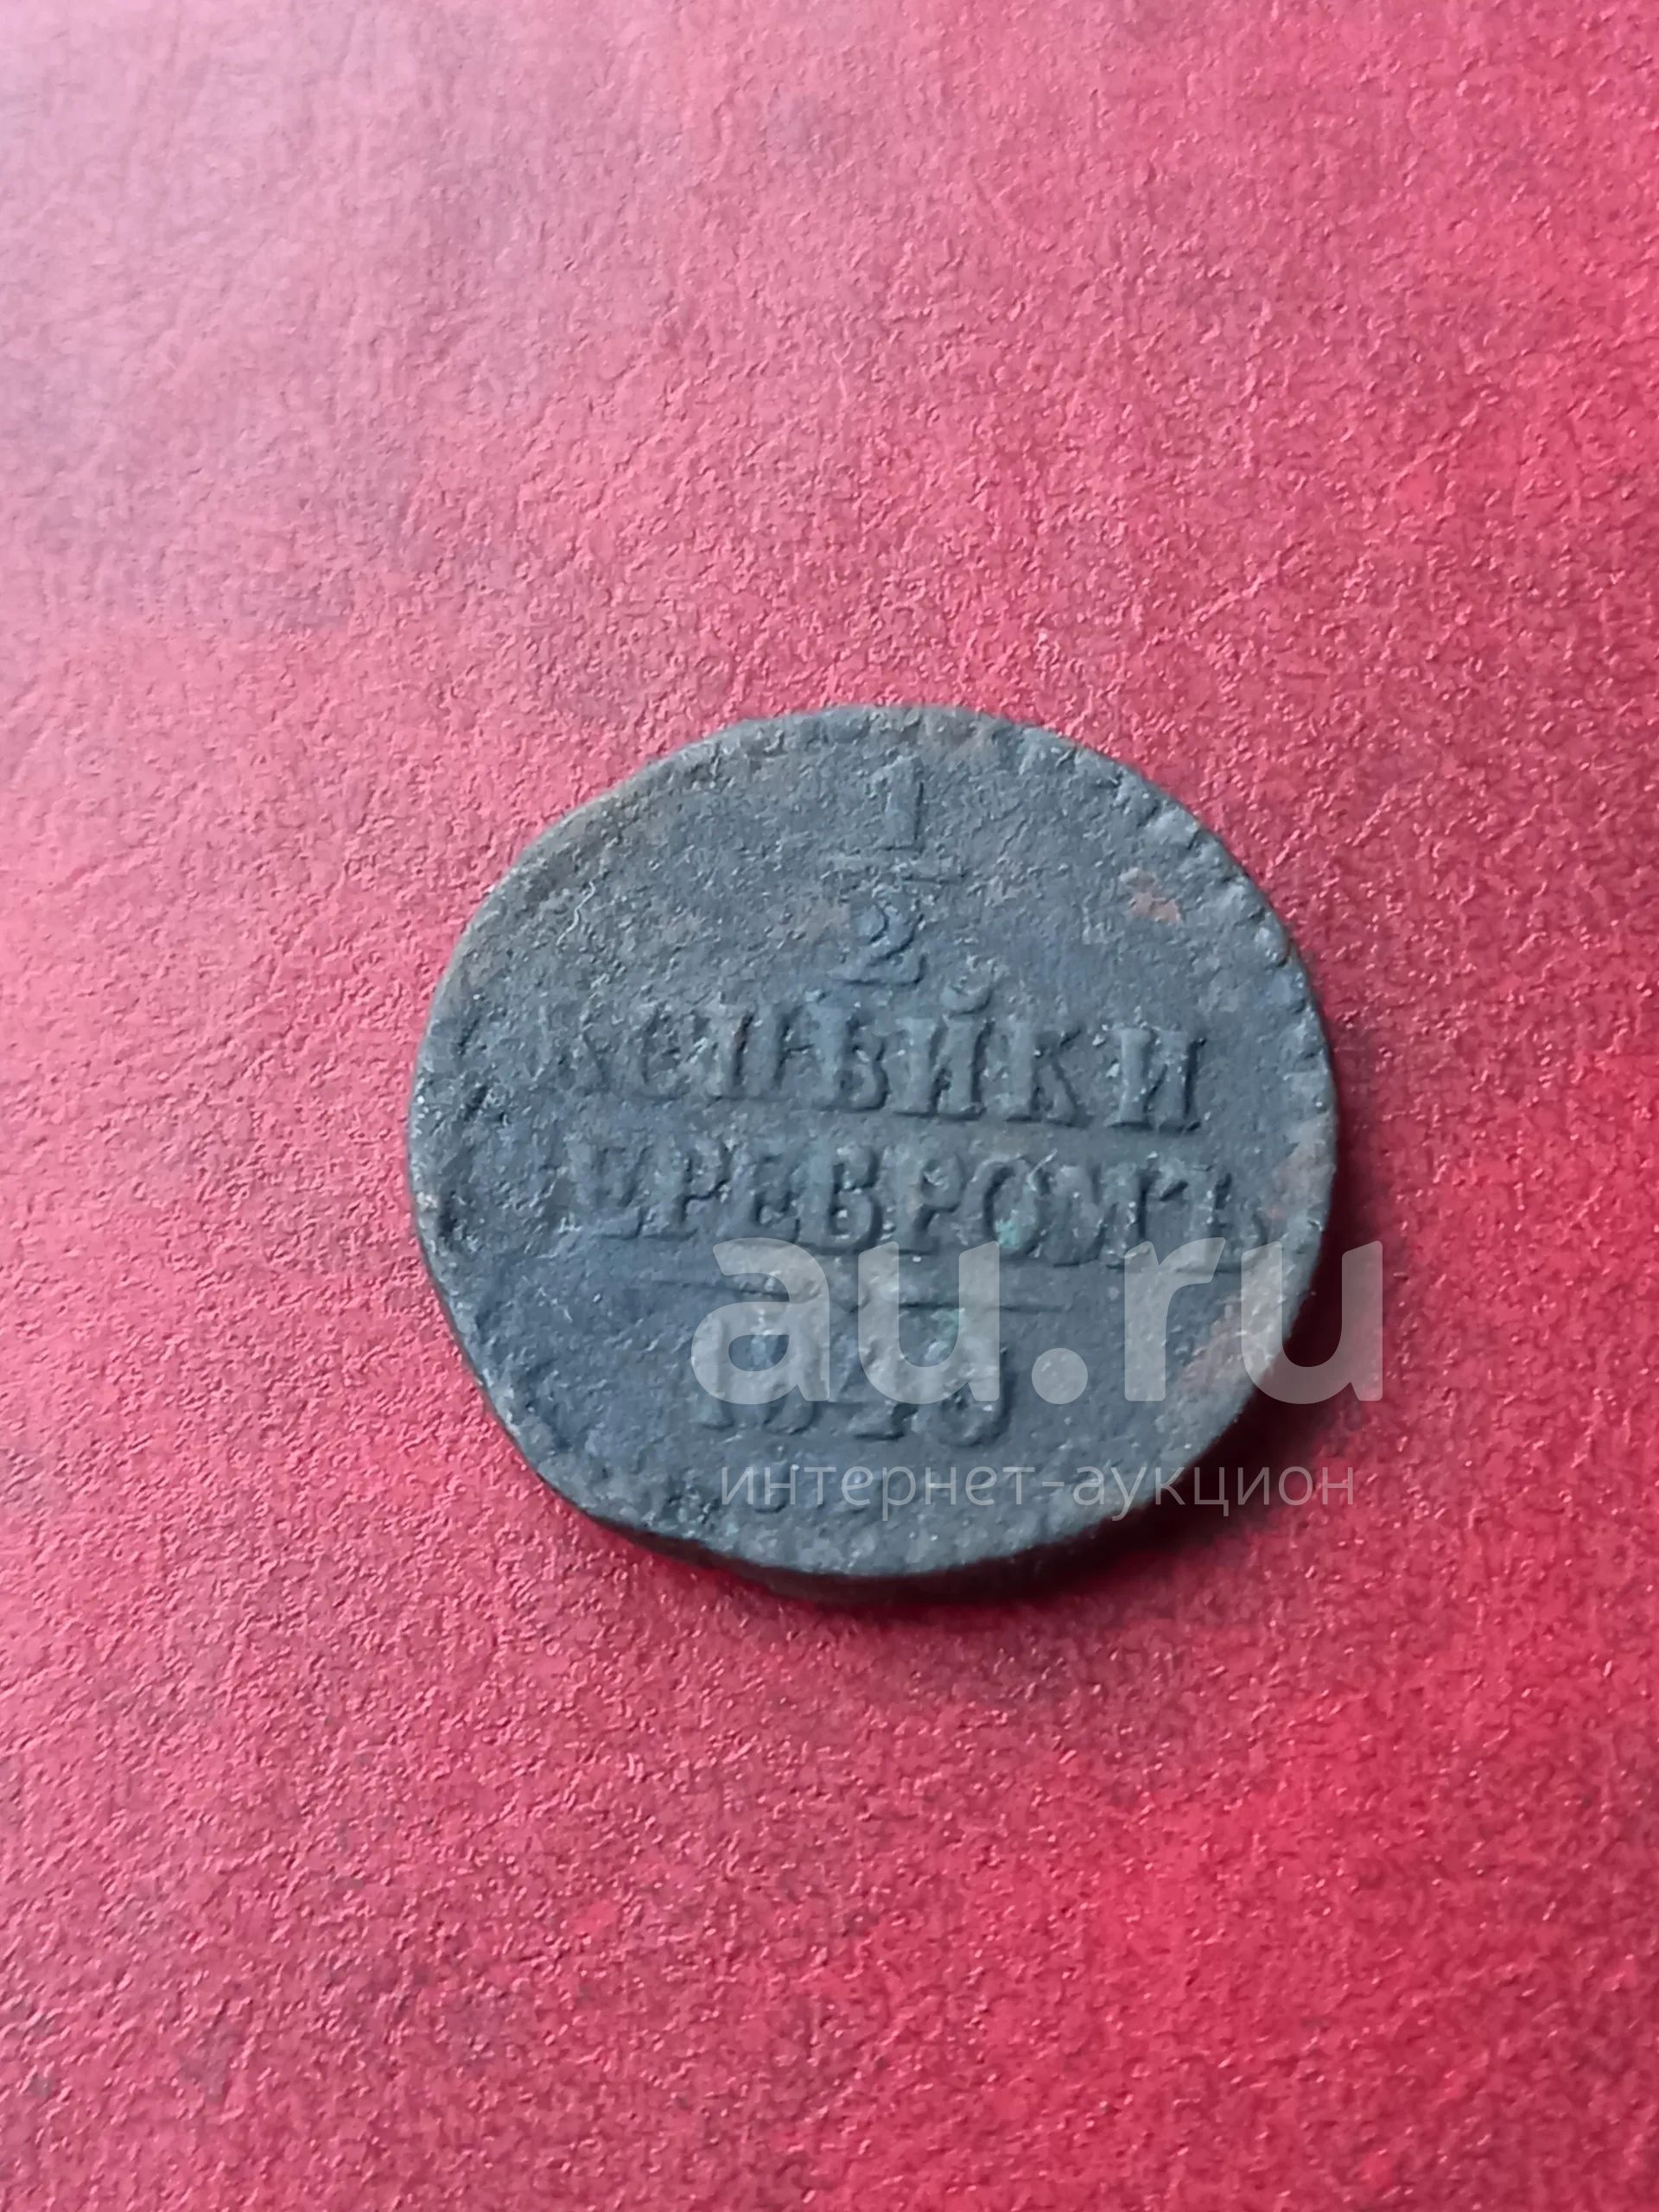 1
2
КОПѢЙКИ
СЕРЕБРОМЪ
au.ru
интернет-аукцион